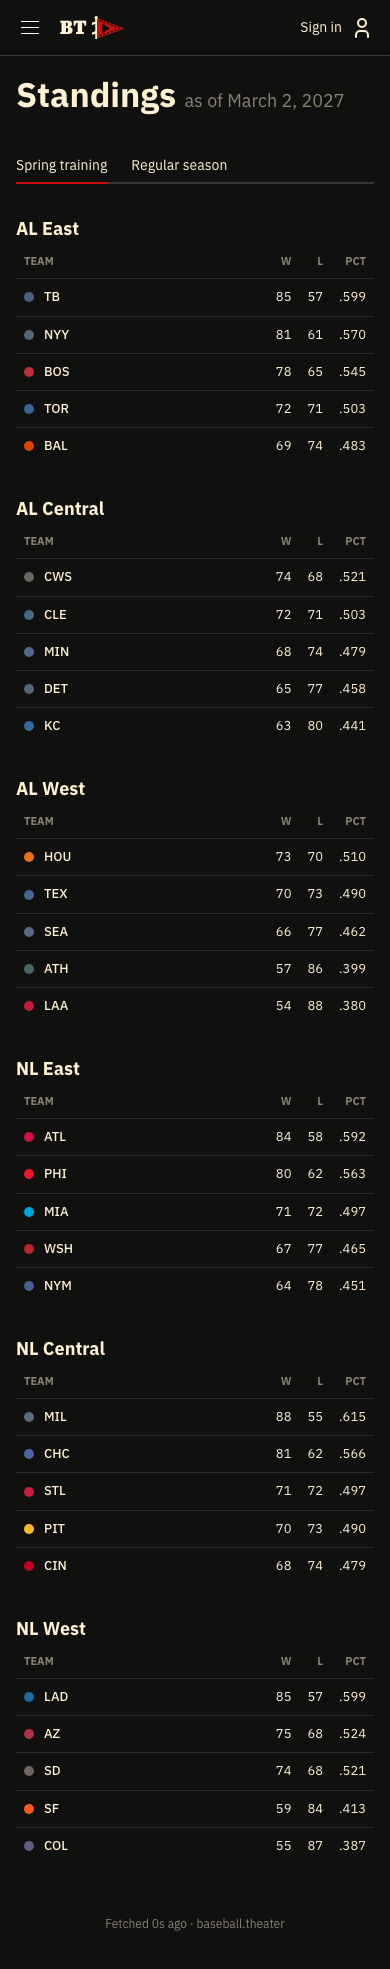 BT
Sign in
Standings as of March 2, 2027
Spring training Regular season
AL East
TEAM W L PCT
TB 85 57 .599
NYY 81 61 .570
BOS 78 65 .545
TOR 72 71 .503
BAL 69 74 .483
AL Central
TEAM W L PCT
CWS 74 68 .521
CLE 72 71 .503
MIN 68 74 .479
DET 65 77 .458
KC 63 80 .441
AL West
TEAM W L PCT
HOU 73 70 .510
TEX 70 73 .490
SEA 66 77 .462
ATH 57 86 .399
LAA 54 88 .380
NL East
TEAM W L PCT
ATL 84 58 .592
PHI 80 62 .563
MIA 71 72 .497
WSH 67 77 .465
NYM 64 78 .451
NL Central
TEAM W L PCT
MIL 88 55 .615
CHC 81 62 .566
STL 71 72 .497
PIT 70 73 .490
CIN 68 74 .479
NL West
TEAM W L PCT
LAD 85 57 .599
AZ 75 68 .524
SD 74 68 .521
SF 59 84 .413
COL 55 87 .387
Fetched 0s ago · baseball.theater